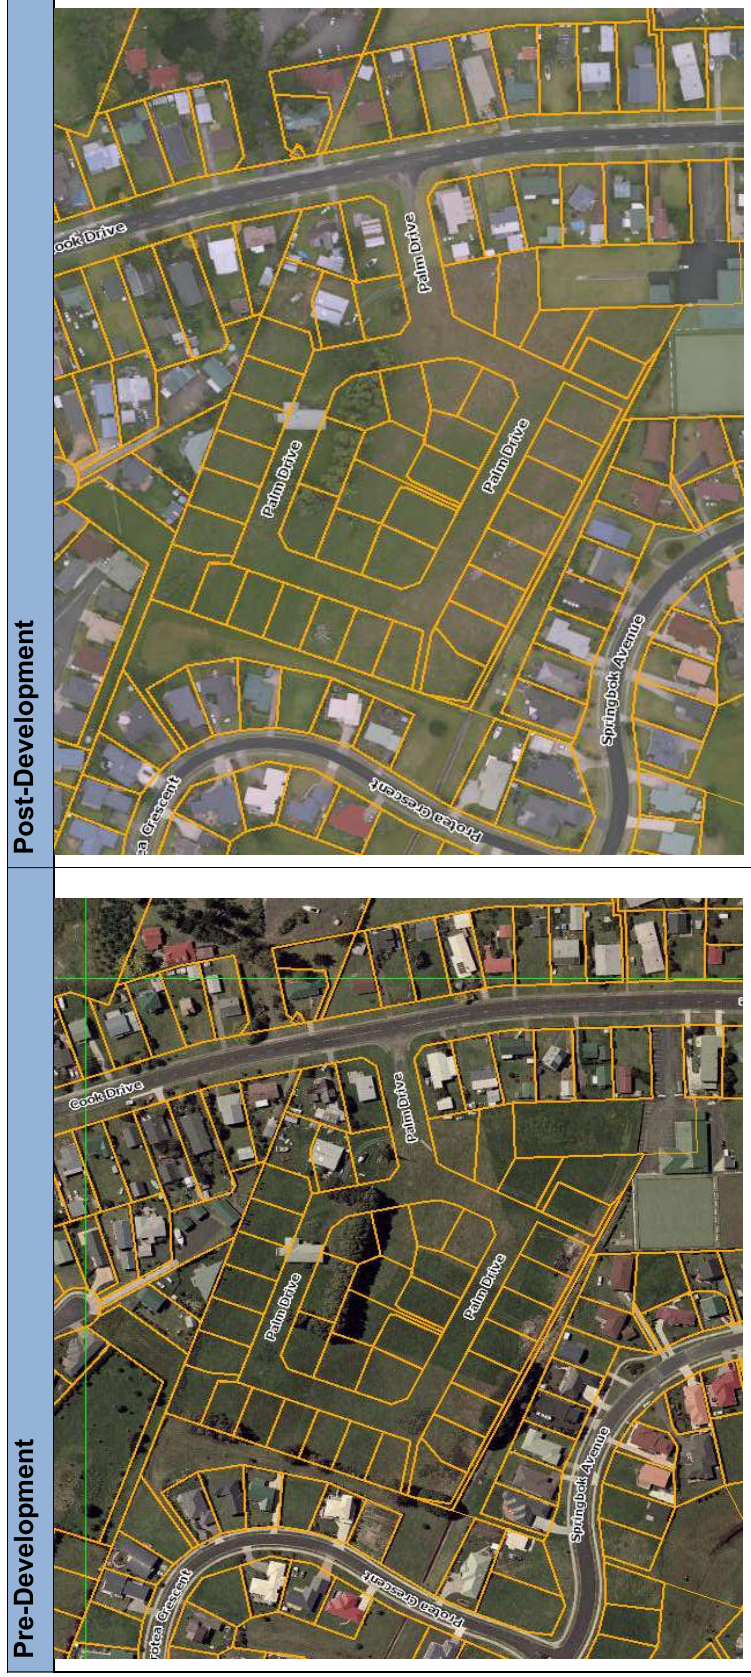 Post-Development
ook Drive
Palm Drive
Palm Drive
Palm Drive
Springbok Avenue
Protea Crescent
ea Crescent
Pre-Development
Cook Drive
Palm Drive
Palm Drive
Palm Drive
Springbok Avenue
Protea Crescent
rotea Crescent